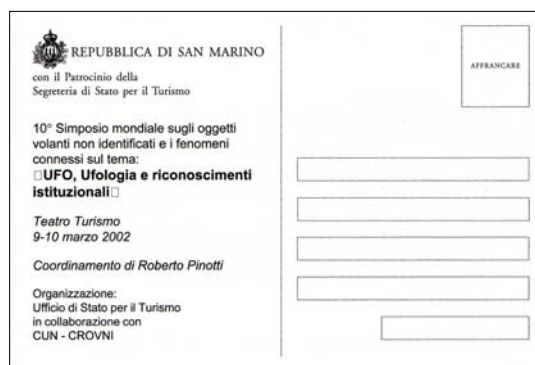 REPUBBLICA DI SAN MARINO
con il Patrocinio della
Segreteria di Stato per il Turismo
AFFRANCARE
10° Simposio mondiale sugli oggetti
volanti non identificati e i fenomeni
connessi sul tema:
□UFO, Ufologia e riconoscimenti
istituzionali□
Teatro Turismo
9-10 marzo 2002
Coordinamento di Roberto Pinotti
Organizzazione:
Ufficio di Stato per il Turismo
in collaborazione con
CUN - CROVNI